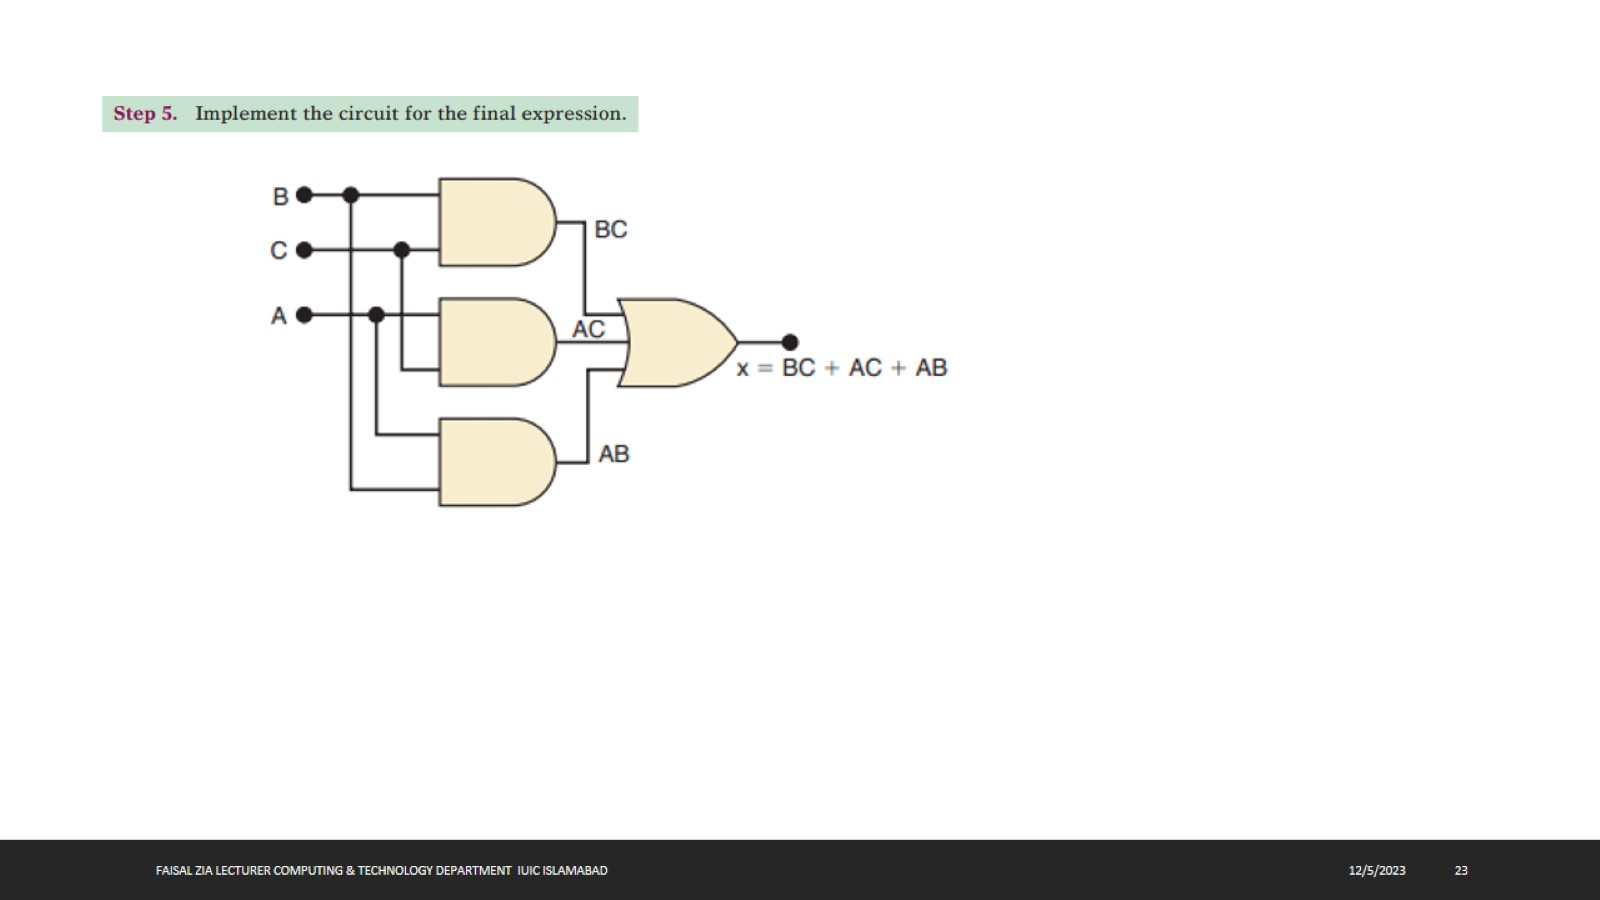 Step 5. Implement the circuit for the final expression.
B
BC
C
A
AC
x = BC + AC + AB
AB
FAISAL ZIA LECTURER COMPUTING & TECHNOLOGY DEPARTMENT IUIC ISLAMABAD
12/5/2023
23